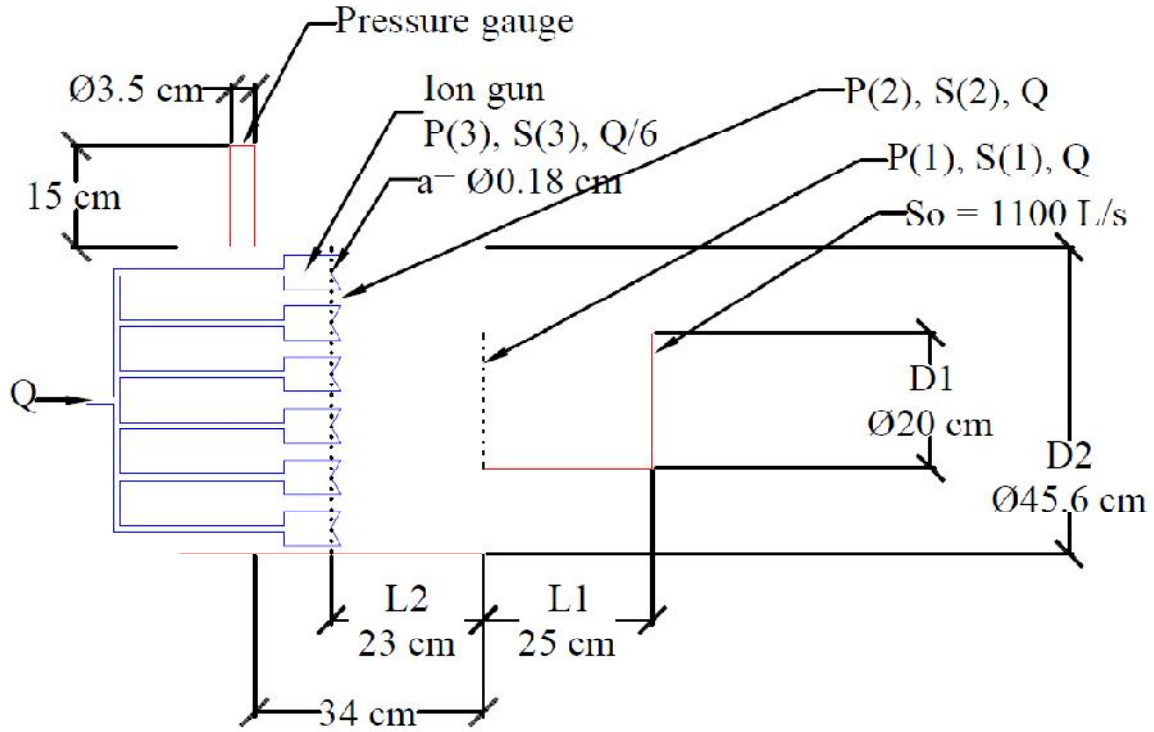 Pressure gauge
Ø3.5 cm
Ion gun
P(3), S(3), Q/6
a= Ø0.18 cm
P(2), S(2), Q
P(1), S(1), Q
So = 1100 L/s
15 cm
Q
D1
Ø20 cm
D2
Ø45.6 cm
L2
23 cm
L1
25 cm
34 cm